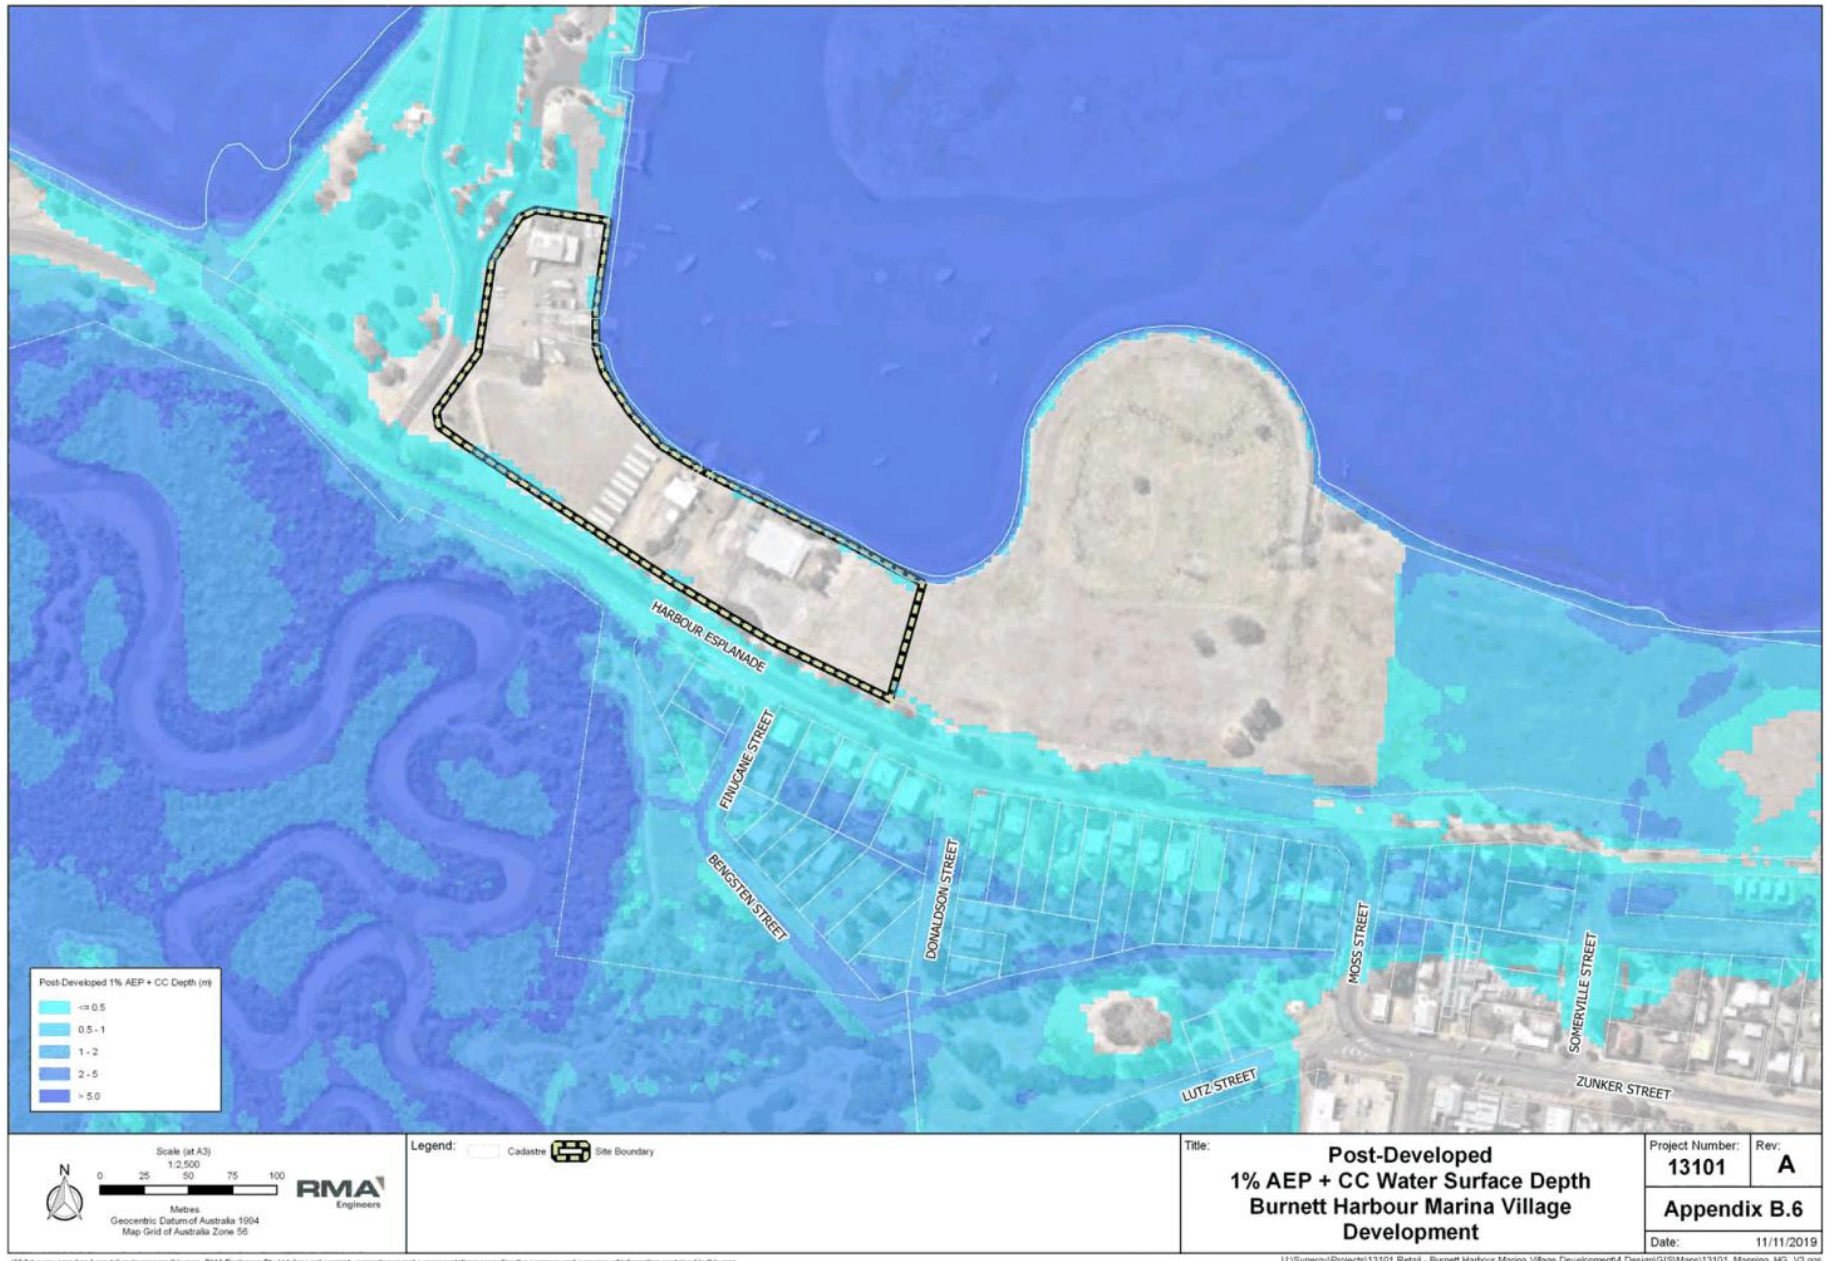 HARBOUR ESPLANADE
FINUCANE STREET
BENGSTEN STREET
DONALDSON STREET
MOSS STREET
SOMERVILLE STREET
LUTZ STREET
ZUNKER STREET
Post-Developed 1% AEP + CC Depth (m)
<= 0.5
0.5 - 1
1 - 2
2 - 5
> 5.0
Scale (at A3)
1:2,500
N
0 25 50 75 100
Metres
Geocentric Datum of Australia 1994
Map Grid of Australia Zone 56
RMA
Engineers
Legend:
Cadastre
Site Boundary
Title:
Post-Developed
1% AEP + CC Water Surface Depth
Burnett Harbour Marina Village
Development
Project Number:
13101
Rev:
A
Appendix B.6
Date: 11/11/2019